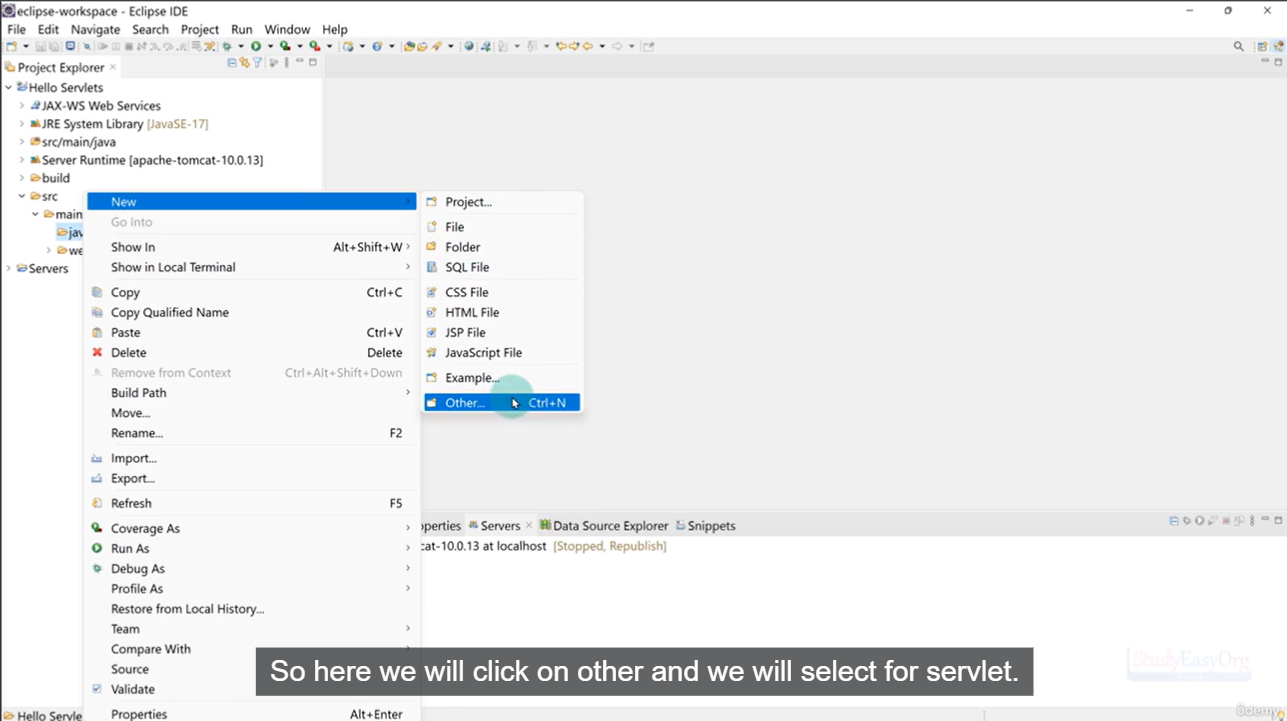 eclipse-workspace - Eclipse IDE
File Edit Navigate Search Project Run Window Help
Project Explorer
Hello Servlets
JAX-WS Web Services
JRE System Library [JavaSE-17]
src/main/java
Server Runtime [apache-tomcat-10.0.13]
build
src
main
jav
we
Servers
New
Go Into
Show In Alt+Shift+W
Show in Local Terminal
Copy Ctrl+C
Copy Qualified Name
Paste Ctrl+V
Delete Delete
Remove from Context Ctrl+Alt+Shift+Down
Build Path
Move...
Rename... F2
Import...
Export...
Refresh F5
Coverage As
Run As
Debug As
Profile As
Restore from Local History...
Team
Compare With
Source
Validate
Properties Alt+Enter
Project...
File
Folder
SQL File
CSS File
HTML File
JSP File
JavaScript File
Example...
Other... Ctrl+N
operties Servers Data Source Explorer Snippets
cat-10.0.13 at localhost [Stopped, Republish]
So here we will click on other and we will select for servlet.
StudyEasyOrg
Hello Servle
ûdemy